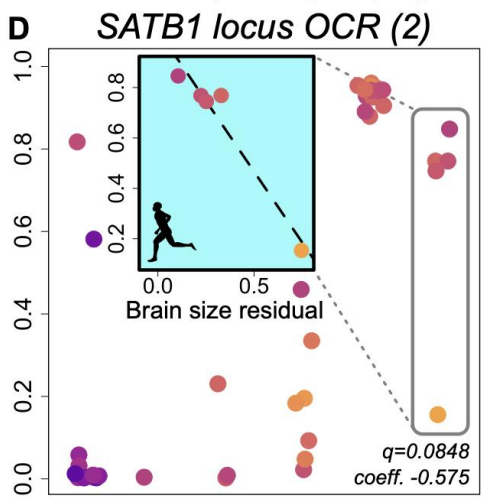 D SATB1 locus OCR (2)
1.0
0.8
0.6
0.4
0.2
0.0
0.8
0.6
0.4
0.2
0.0 0.5
Brain size residual
q=0.0848
coeff. -0.575